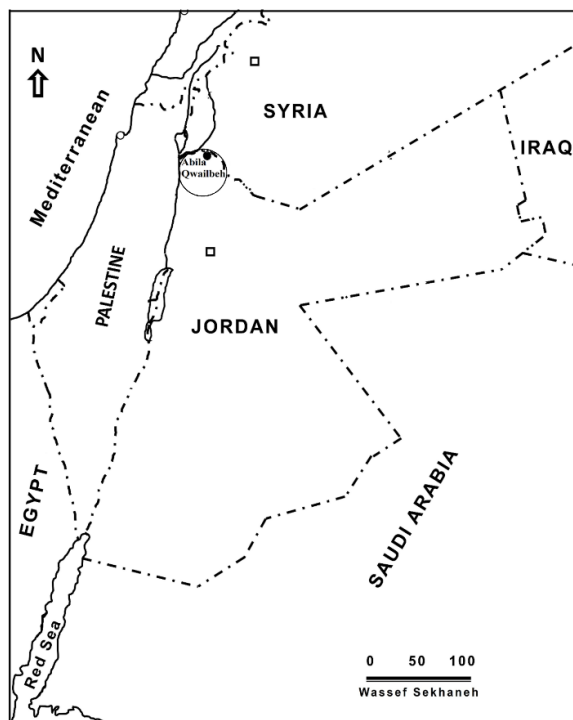 N
SYRIA
IRAQ
Mediterranean
Abila
Qwailbeh
PALESTINE
JORDAN
EGYPT
SAUDI ARABIA
Red Sea
0 50 100
Wassef Sekhaneh